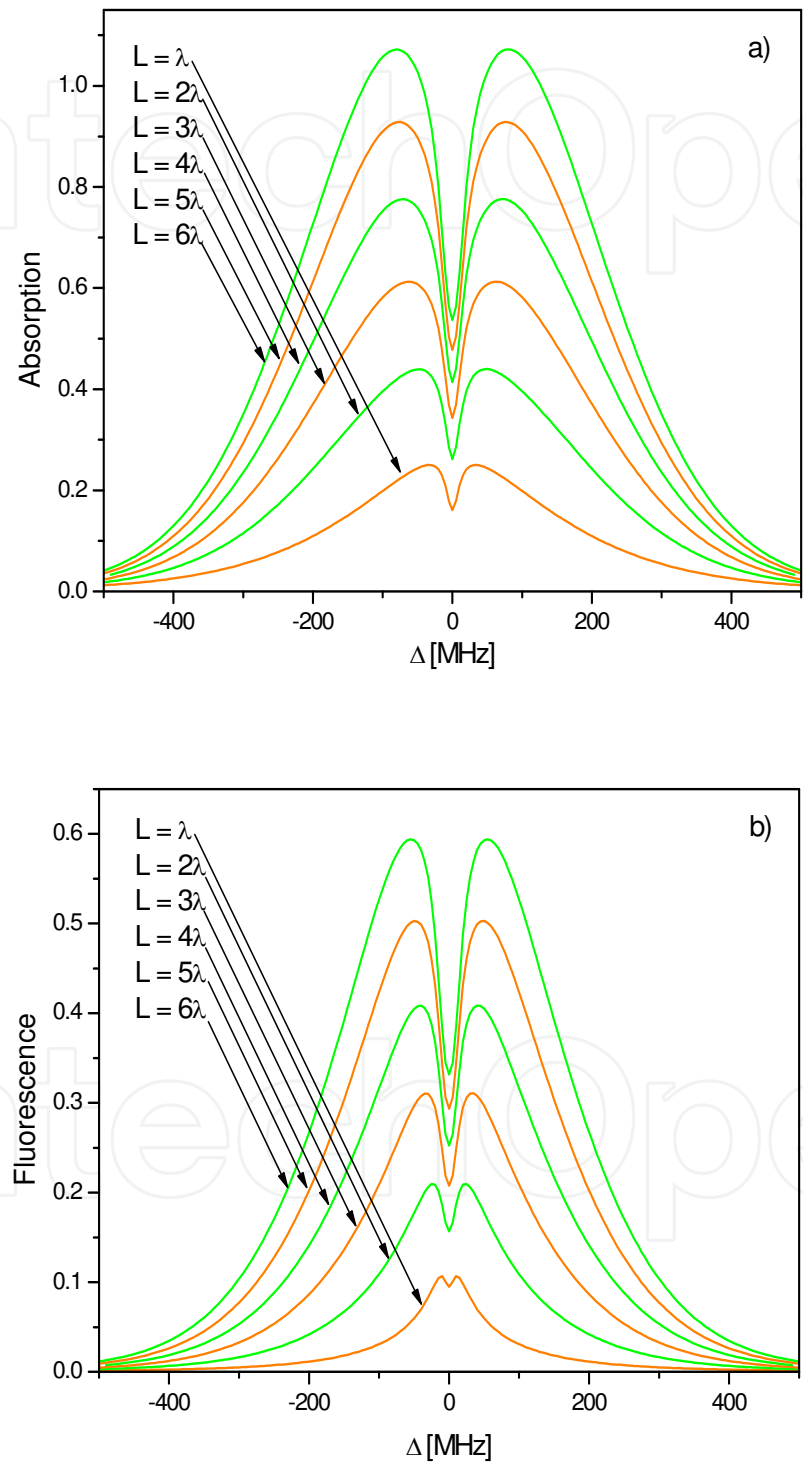 a)
L = λ
L = 2λ
L = 3λ
L = 4λ
L = 5λ
L = 6λ
Absorption
1.0
0.8
0.6
0.4
0.2
0.0
-400 -200 0 200 400
Δ [MHz]
b)
L = λ
L = 2λ
L = 3λ
L = 4λ
L = 5λ
L = 6λ
Fluorescence
0.6
0.5
0.4
0.3
0.2
0.1
0.0
-400 -200 0 200 400
Δ [MHz]
ntechOpe
ntechOpe